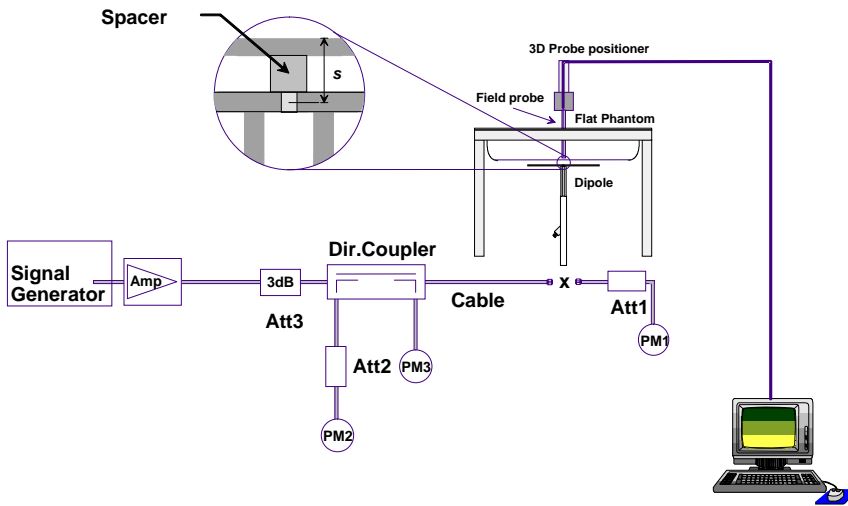 Spacer
s
3D Probe positioner
Field probe
Flat Phantom
Dipole
Signal
Generator
Amp
3dB
Att3
Dir.Coupler
Att2
PM2
PM3
Cable
x
Att1
PM1